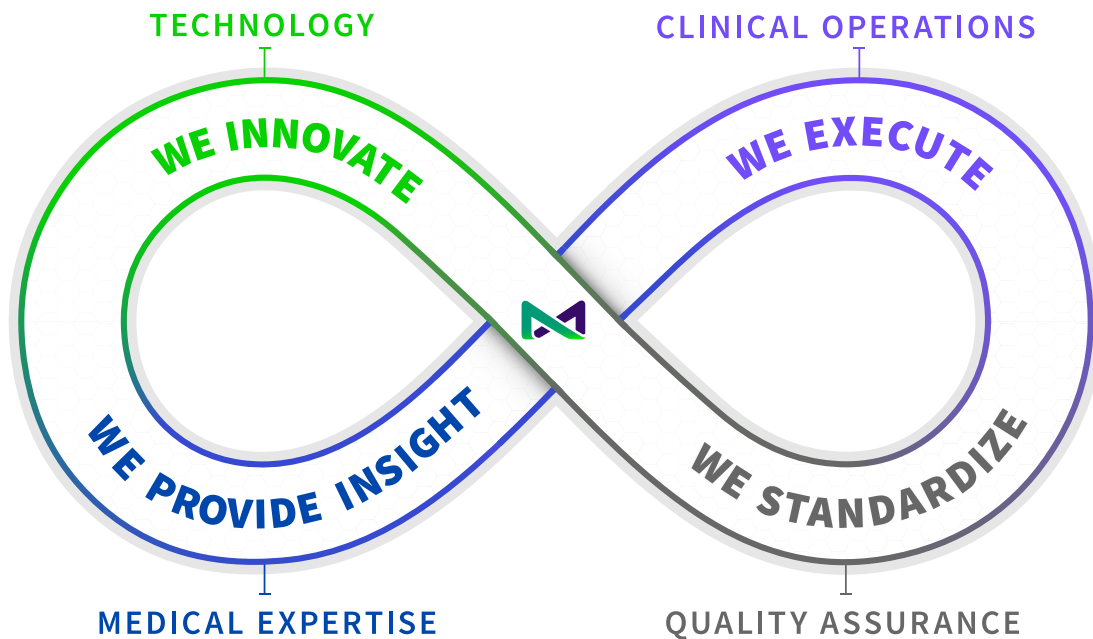 TECHNOLOGY
CLINICAL OPERATIONS
WE INNOVATE
WE EXECUTE
WE PROVIDE INSIGHT
WE STANDARDIZE
MEDICAL EXPERTISE
QUALITY ASSURANCE